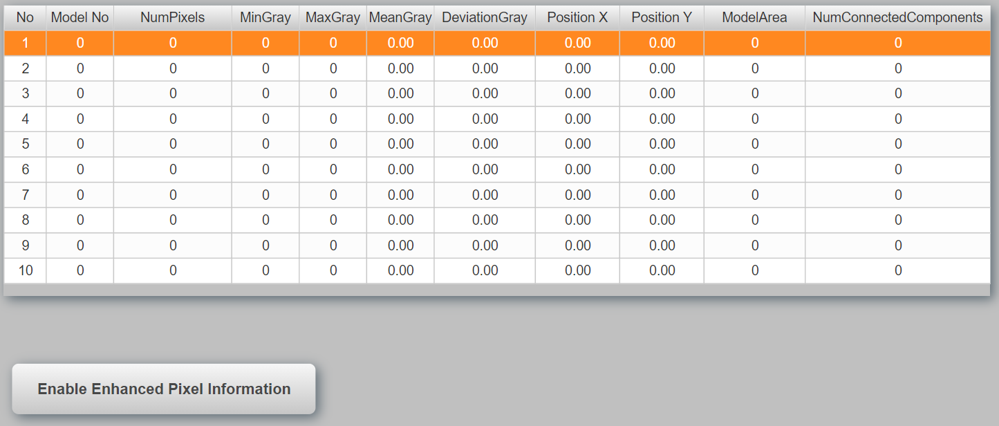 No Model No NumPixels MinGray MaxGray MeanGray DeviationGray Position X Position Y ModelArea NumConnectedComponents
1 0 0 0 0 0.00 0.00 0.00 0.00 0 0
2 0 0 0 0 0.00 0.00 0.00 0.00 0 0
3 0 0 0 0 0.00 0.00 0.00 0.00 0 0
4 0 0 0 0 0.00 0.00 0.00 0.00 0 0
5 0 0 0 0 0.00 0.00 0.00 0.00 0 0
6 0 0 0 0 0.00 0.00 0.00 0.00 0 0
7 0 0 0 0 0.00 0.00 0.00 0.00 0 0
8 0 0 0 0 0.00 0.00 0.00 0.00 0 0
9 0 0 0 0 0.00 0.00 0.00 0.00 0 0
10 0 0 0 0 0.00 0.00 0.00 0.00 0 0
Enable Enhanced Pixel Information